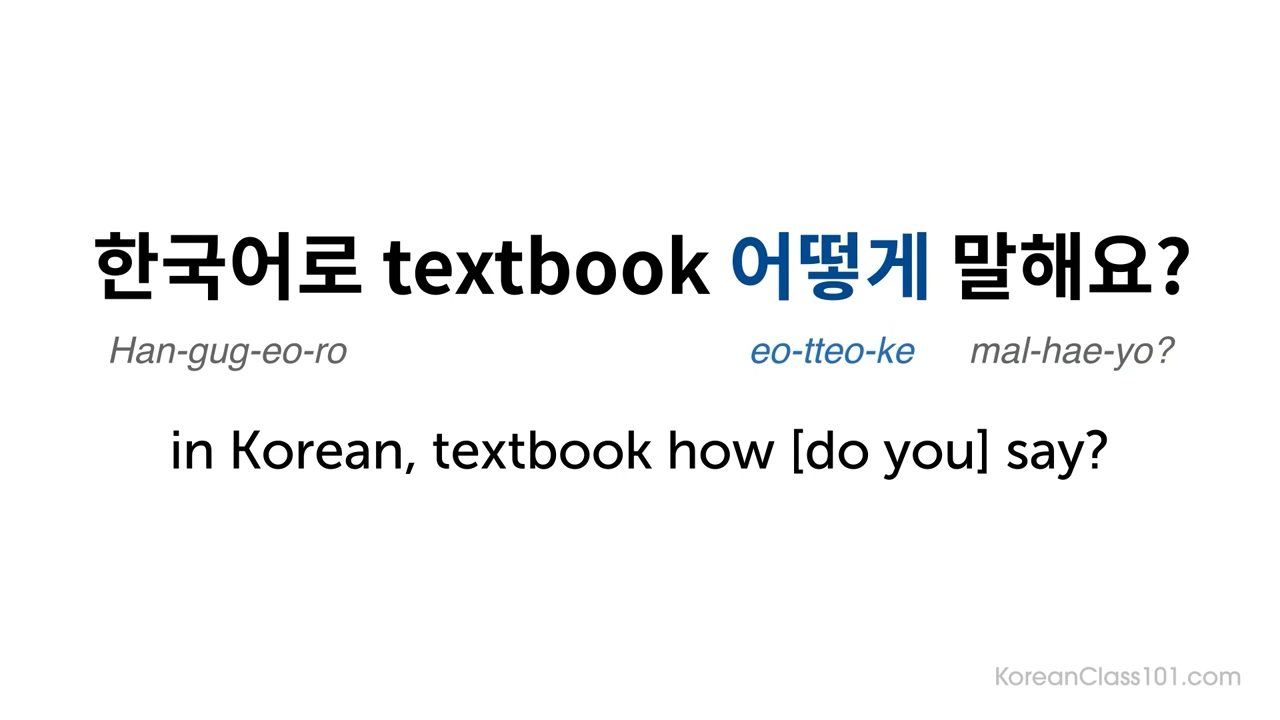 한국어로 textbook 어떻게 말해요?
Han-gug-eo-ro eo-tteo-ke mal-hae-yo?
in Korean, textbook how [do you] say?
KoreanClass101.com